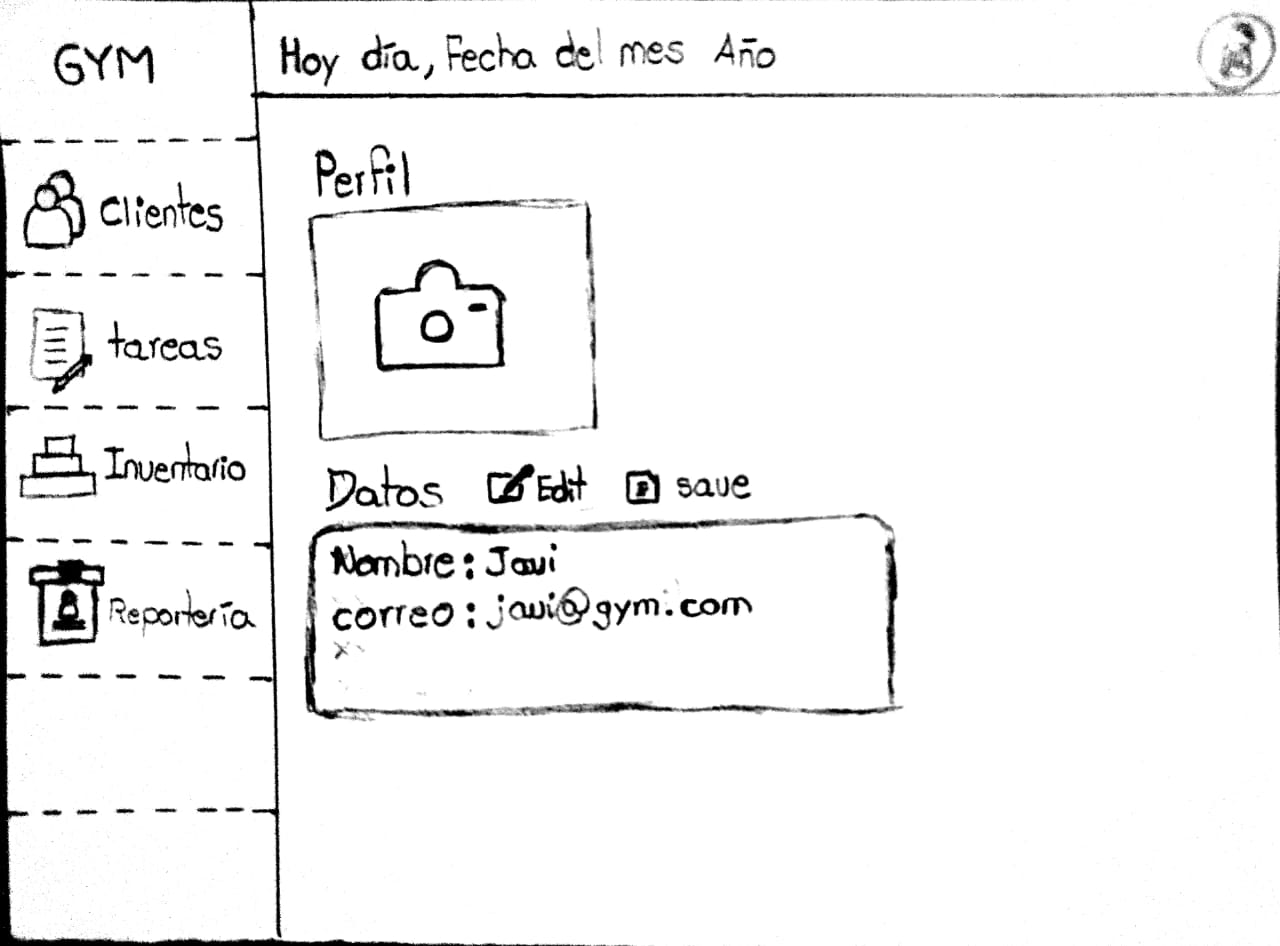 GYM
Hoy día, Fecha del mes Año
Clientes
tareas
Inventario
Reportería
Perfil
Datos Edit save
Nombre: Javi
correo: javi@gym.com
x